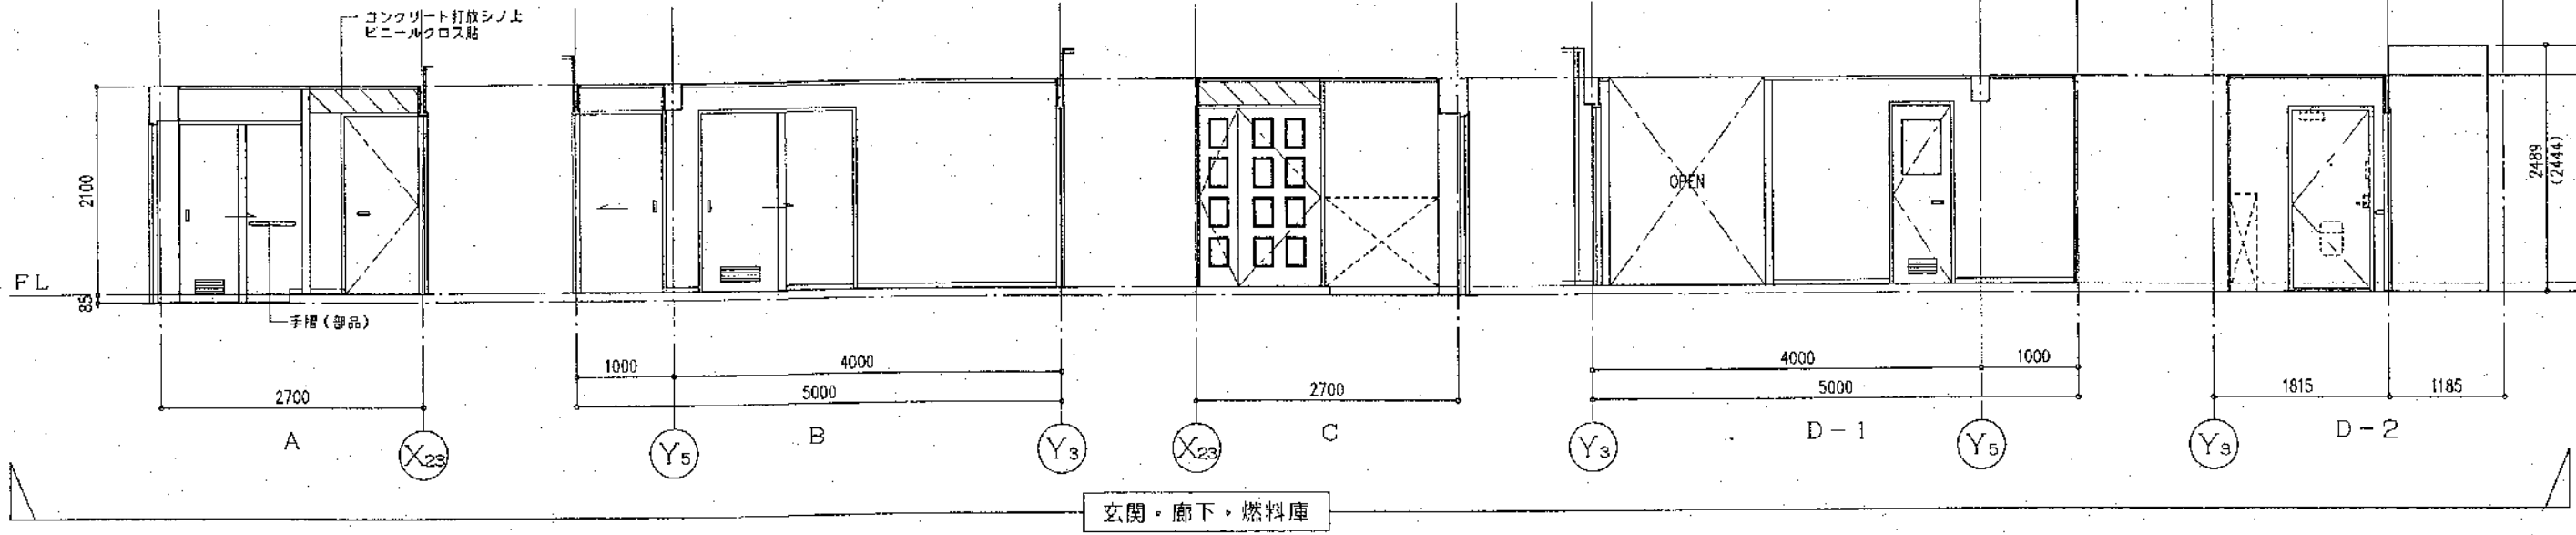 コンクリート打放シノ上
ビニールクロス貼
2100
FL
85
手摺(部品)
2700
A
X23
1000
4000
5000
B
Y5
Y3
2700
C
X23
OPEN
4000
1000
5000
D-1
Y3
Y5
2489
(2444)
1815
1185
D-2
Y3
玄関・廊下・燃料庫